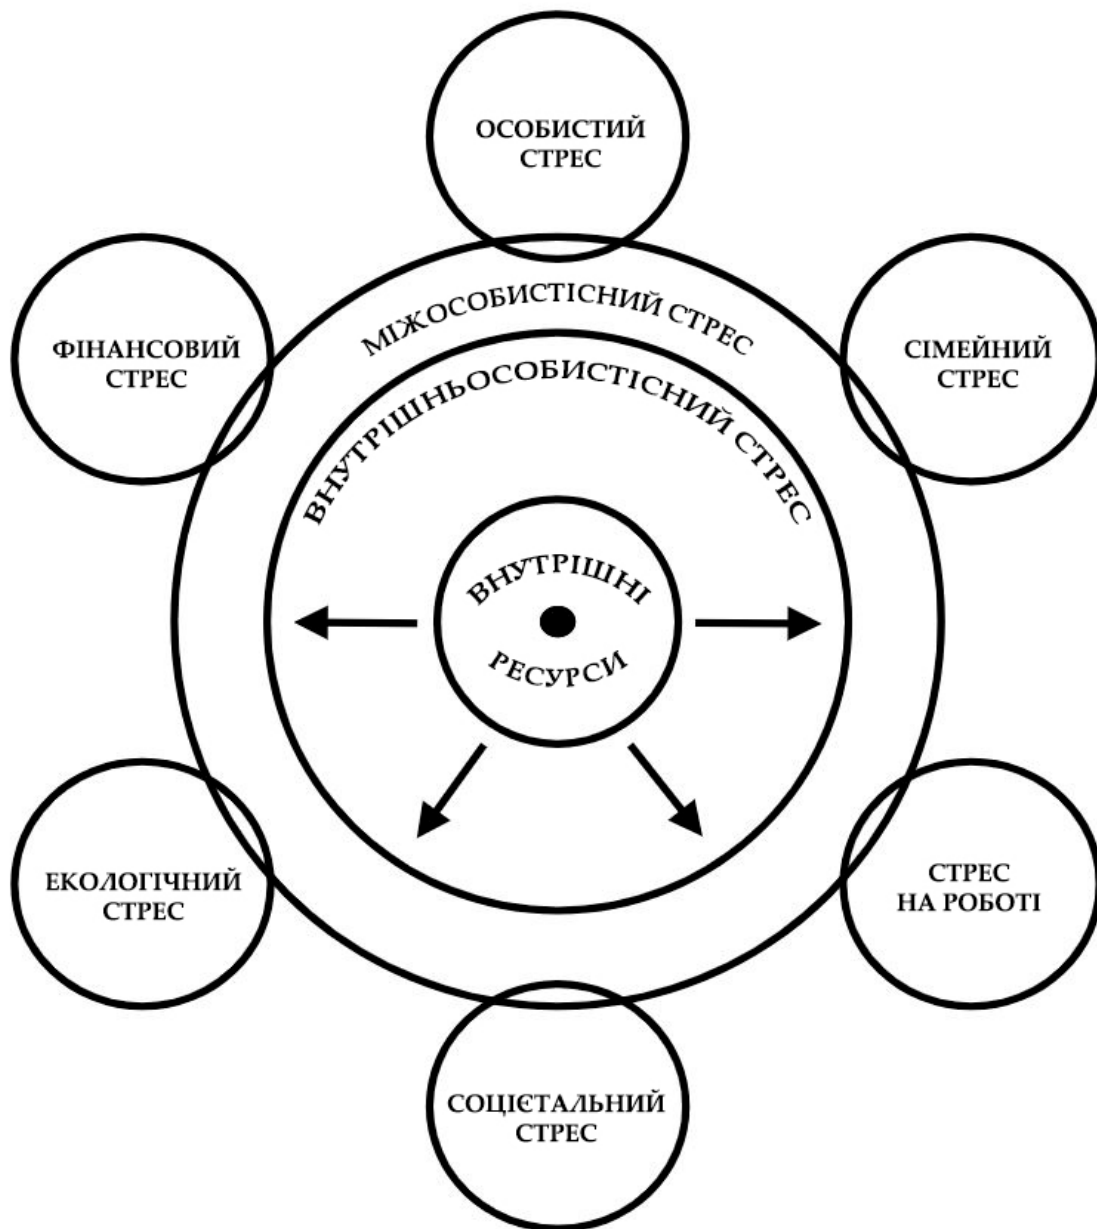 ОСОБИСТИЙ
СТРЕС
ФІНАНСОВИЙ
СТРЕС
МІЖОСОБИСТІСНИЙ СТРЕС
СІМЕЙНИЙ
СТРЕС
ВНУТРІШНЬОСОБИСТІСНИЙ СТРЕС
ВНУТРІШНІ
РЕСУРСИ
ЕКОЛОГІЧНИЙ
СТРЕС
СТРЕС
НА РОБОТІ
СОЦІЄТАЛЬНИЙ
СТРЕС